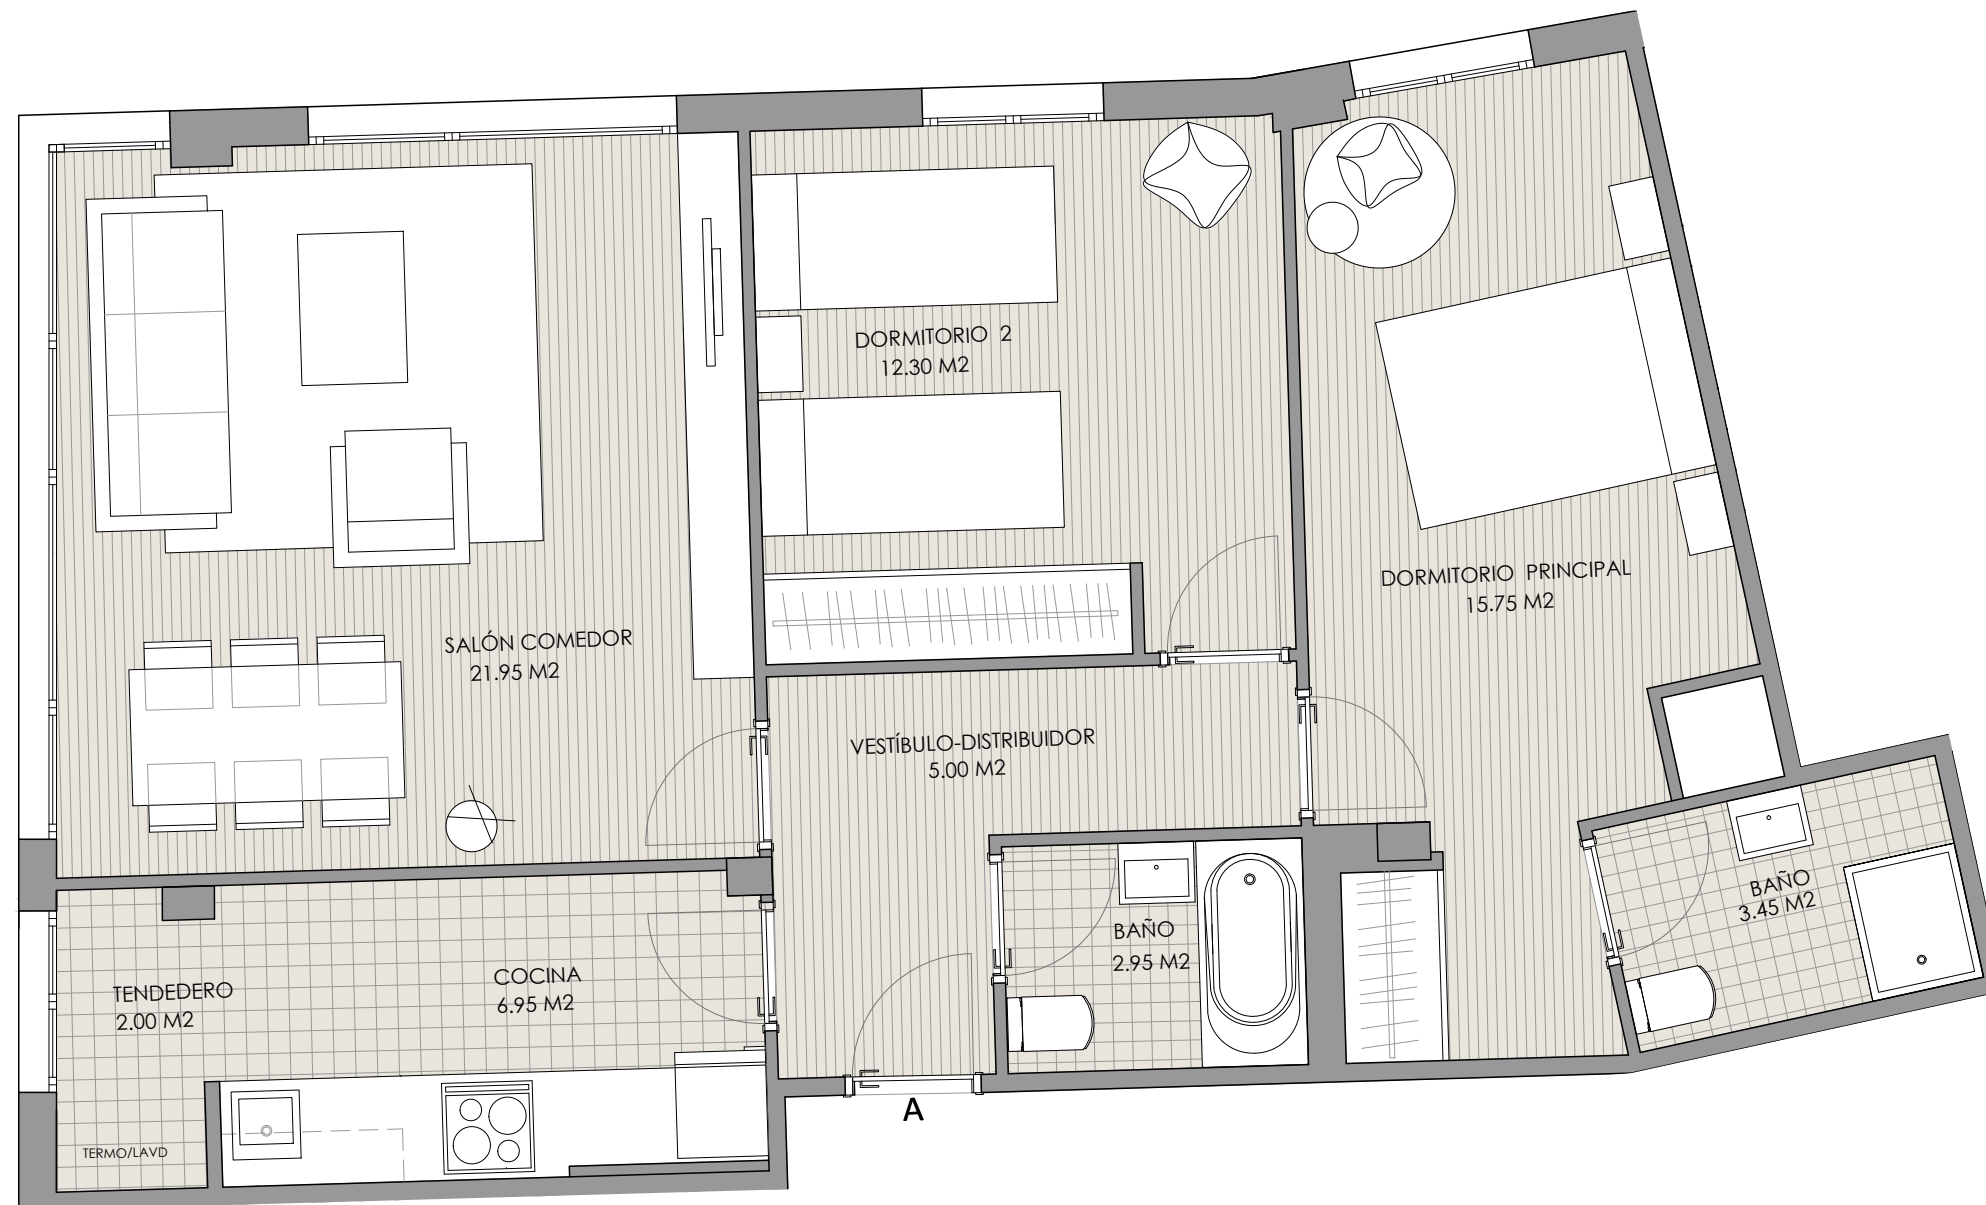 DORMITORIO 2
12.30 M2
DORMITORIO PRINCIPAL
15.75 M2
SALÓN COMEDOR
21.95 M2
VESTÍBULO-DISTRIBUIDOR
5.00 M2
BAÑO
3.45 M2
BAÑO
2.95 M2
COCINA
6.95 M2
TENDEDERO
2.00 M2
A
TERMO/LAVD